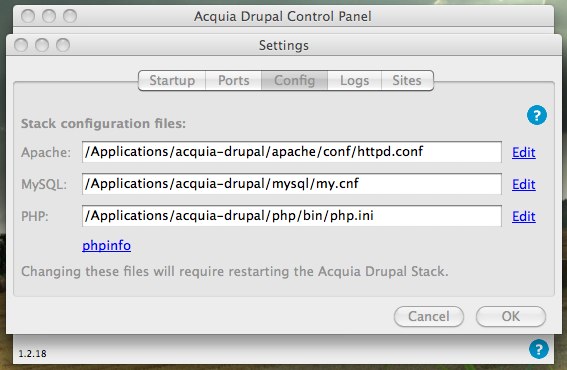 Acquia Drupal Control Panel
Settings
Startup Ports Config Logs Sites
?
Stack configuration files:
Apache: /Applications/acquia-drupal/apache/conf/httpd.conf Edit
MySQL: /Applications/acquia-drupal/mysql/my.cnf Edit
PHP: /Applications/acquia-drupal/php/bin/php.ini Edit
phpinfo
Changing these files will require restarting the Acquia Drupal Stack.
Cancel OK
1.2.18 ?